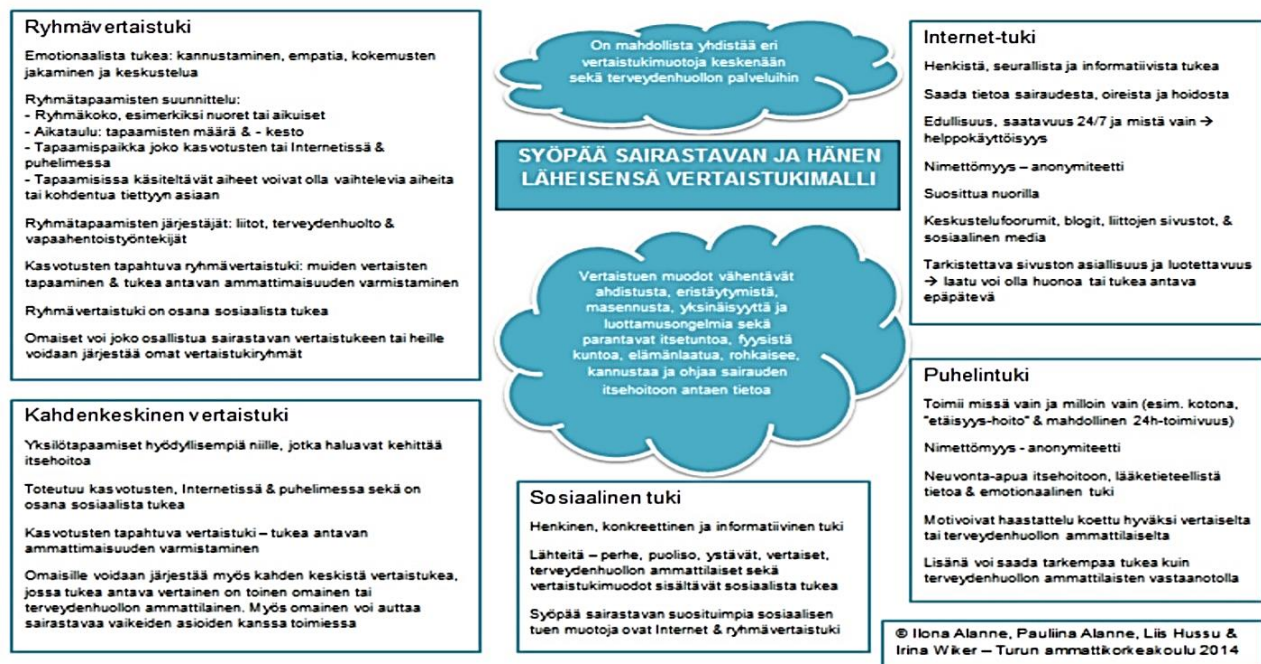 Ryhmävertaistuki
Emotionaalista tukea: kannustaminen, empatia, kokemusten
jakaminen ja keskustelua
Ryhmätapaamisten suunnittelu:
- Ryhmäkoko, esimerkiksi nuoret tai aikuiset
- Aikataulu: tapaamisten määrä & - kesto
- Tapaamispaikka joko kasvotusten tai Internetissä &
puhelimessa
- Tapaamisissa käsiteltävät aiheet voivat olla vaihtelevia aiheita
tai kohdentua tiettyyn asiaan
Ryhmätapaamisten järjestäjät: liitot, terveydenhuolto &
vapaahentoistyöntekijät
Kasvotusten tapahtuva ryhmävertaistuki: muiden vertaisten
tapaaminen & tukea antavan ammattimaisuuden varmistaminen
Ryhmävertaistuki on osana sosiaalista tukea
Omaiset voi joko osallistua sairastavan vertaistukeen tai heille
voidaan järjestää omat vertaistukiryhmät
Kahdenkeskinen vertaistuki
Yksilötapaamiset hyödyllisempiä niille, jotka haluavat kehittää
itsehoitoa
Toteutuu kasvotusten, Internetissä & puhelimessa sekä on
osana sosiaalista tukea
Kasvotusten tapahtuva vertaistuki – tukea antavan
ammattimaisuuden varmistaminen
Omaisille voidaan järjestää myös kahden keskistä vertaistukea,
jossa tukea antava vertainen on toinen omainen tai
terveydenhuollon ammattilainen. Myös omainen voi auttaa
sairastavaa vaikeiden asioiden kanssa toimiessa
On mahdollista yhdistää eri
vertaistukimuotoja keskenään
sekä terveydenhuollon palveluihin
SYÖPÄÄ SAIRASTAVAN JA HÄNEN
LÄHEISENSÄ VERTAISTUKIMALLI
Vertaistuen muodot vähentävät
ahdistusta, eristäytymistä,
masennusta, yksinäisyyttä ja
luottamusongelmia sekä
parantavat itsetuntoa, fyysistä
kuntoa, elämänlaatua, rohkaisee,
kannustaa ja ohjaa sairauden
itsehoitoon antaen tietoa
Sosiaalinen tuki
Henkinen, konkreettinen ja informatiivinen tuki
Lähteitä – perhe, puoliso, ystävät, vertaiset,
terveydenhuollon ammattilaiset sekä
vertaistukimuodot sisältävät sosiaalista tukea
Syöpää sairastavan suosituimpia sosiaalisen
tuen muotoja ovat Internet & ryhmävertaistuki
Internet-tuki
Henkistä, seurallista ja informatiivista tukea
Saada tietoa sairaudesta, oireista ja hoidosta
Edullisuus, saatavuus 24/7 ja mistä vain →
helppokäyttöisyys
Nimettömyys – anonymiteetti
Suosittua nuorilla
Keskustelufoorumit, blogit, liittojen sivustot, &
sosiaalinen media
Tarkistettava sivuston asiallisuus ja luotettavuus
→ laatu voi olla huonoa tai tukea antava
epäpätevä
Puhelintuki
Toimii missä vain ja milloin vain (esim. kotona,
"etäisyys-hoito" & mahdollinen 24h-toimivuus)
Nimettömyys - anonymiteetti
Neuvonta-apua itsehoitoon, lääketieteellistä
tietoa & emotionaalinen tuki
Motivoivat haastattelu koettu hyväksi vertaiselta
tai terveydenhuollon ammattilaiselta
Lisänä voi saada tarkempaa tukea kuin
terveydenhuollon ammattilaisten vastaanotolla
© Ilona Alanne, Pauliina Alanne, Liis Hussu &
Irina Wiker – Turun ammattikorkeakoulu 2014